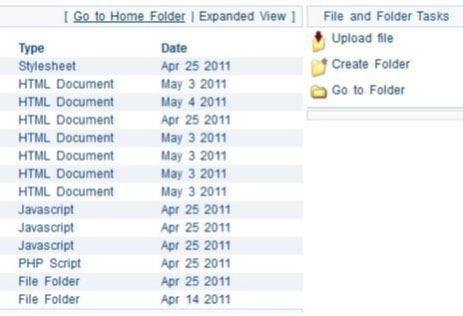 [ Go to Home Folder | Expanded View ]
Type Date
Stylesheet Apr 25 2011
HTML Document May 3 2011
HTML Document May 4 2011
HTML Document Apr 25 2011
HTML Document May 3 2011
HTML Document May 3 2011
HTML Document May 3 2011
HTML Document May 3 2011
Javascript Apr 25 2011
Javascript Apr 25 2011
Javascript Apr 25 2011
PHP Script Apr 25 2011
File Folder Apr 25 2011
File Folder Apr 14 2011
File and Folder Tasks
Upload file
Create Folder
Go to Folder